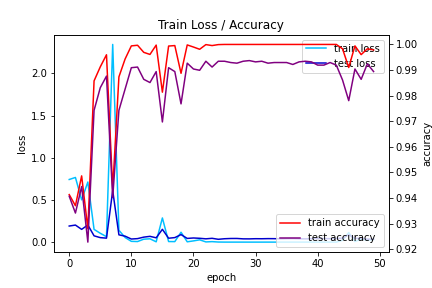 Train Loss / Accuracy
loss
2.0
1.5
1.0
0.5
0.0
1.00
0.99
0.98
0.97
0.96
0.95
0.94
0.93
0.92
accuracy
train loss
test loss
train accuracy
test accuracy
0
10
20
30
40
50
epoch